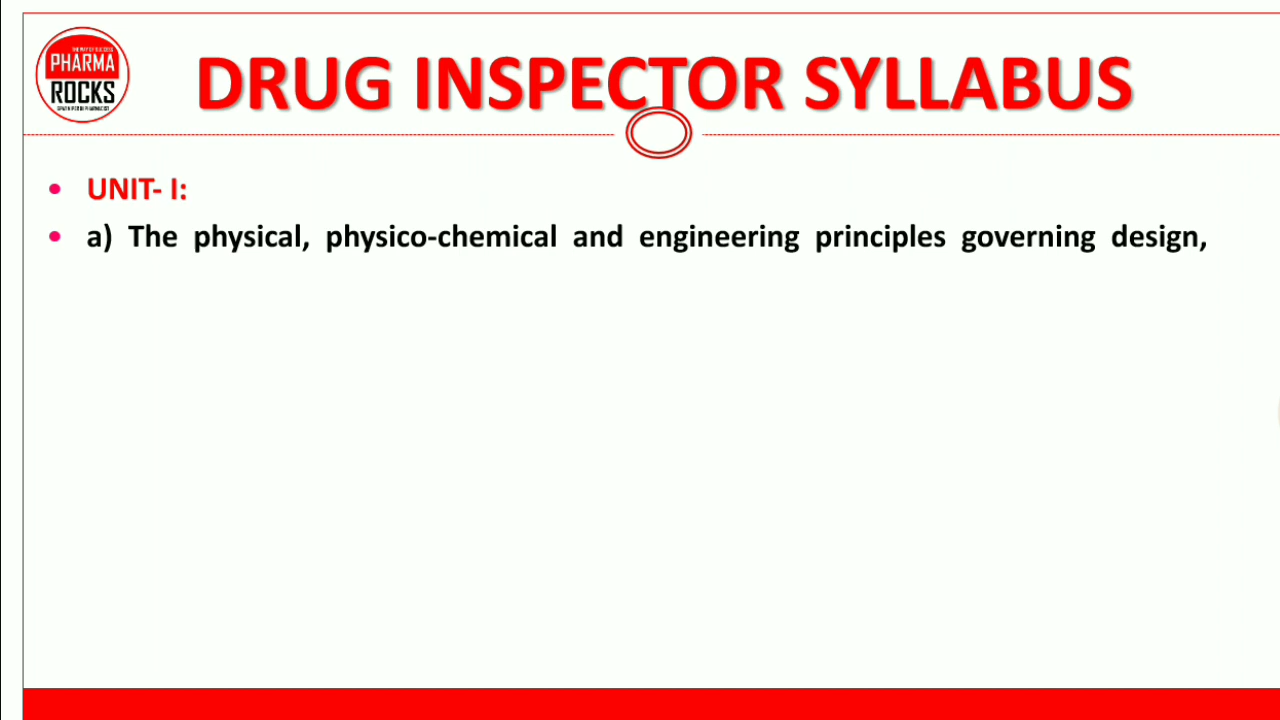 PHARMA
ROCKS
DRUG INSPECTOR SYLLABUS
UNIT- I:
a) The physical, physico-chemical and engineering principles governing design,